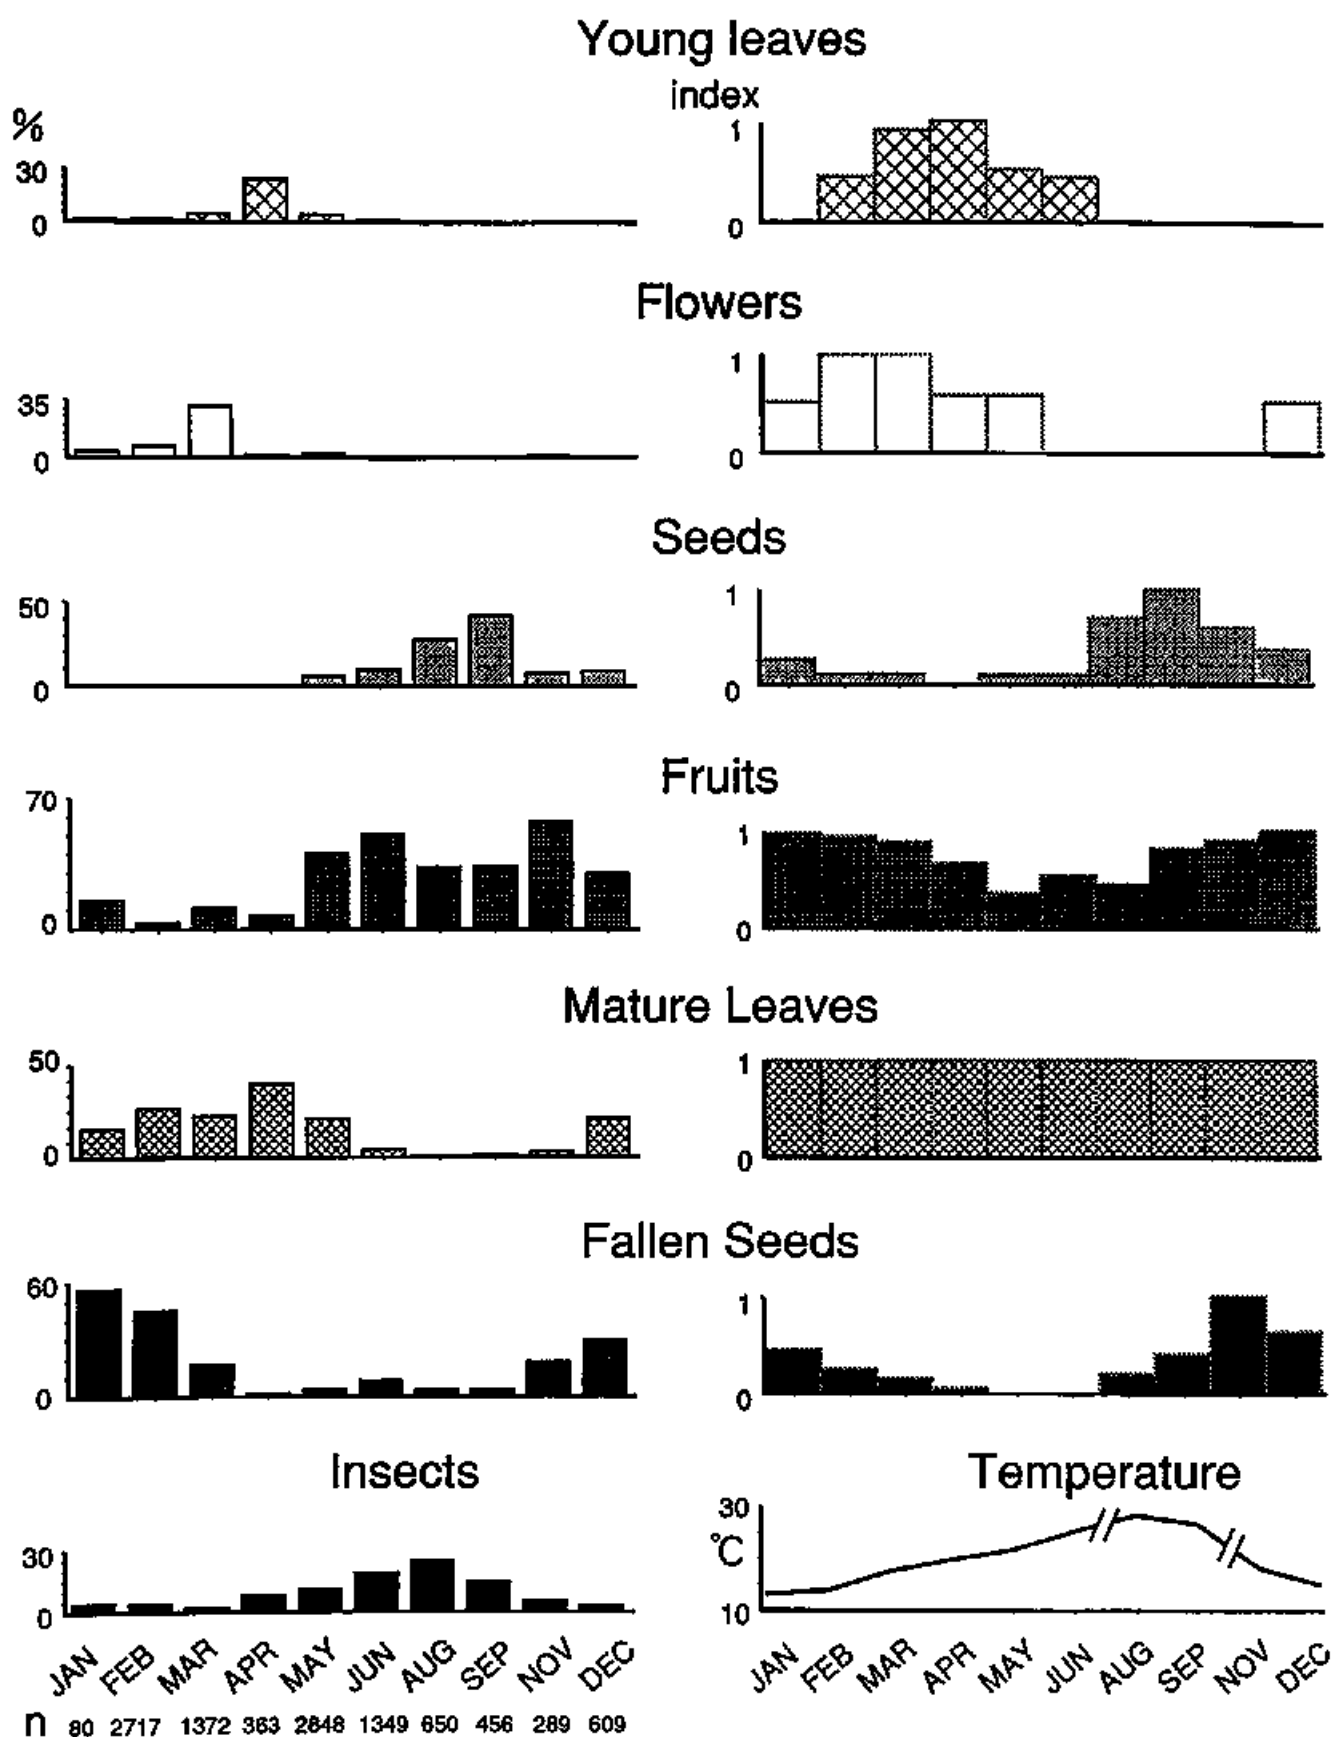 Young leaves
index
%
30
0
1
0
Flowers
35
0
1
0
Seeds
50
0
1
0
Fruits
70
0
1
0
Mature Leaves
50
0
1
0
Fallen Seeds
60
0
1
0
Insects
Temperature
30
0
30
°C
10
JAN FEB MAR APR MAY JUN AUG SEP NOV DEC
JAN FEB MAR APR MAY JUN AUG SEP NOV DEC
n 80 2717 1372 363 2848 1349 650 456 289 609